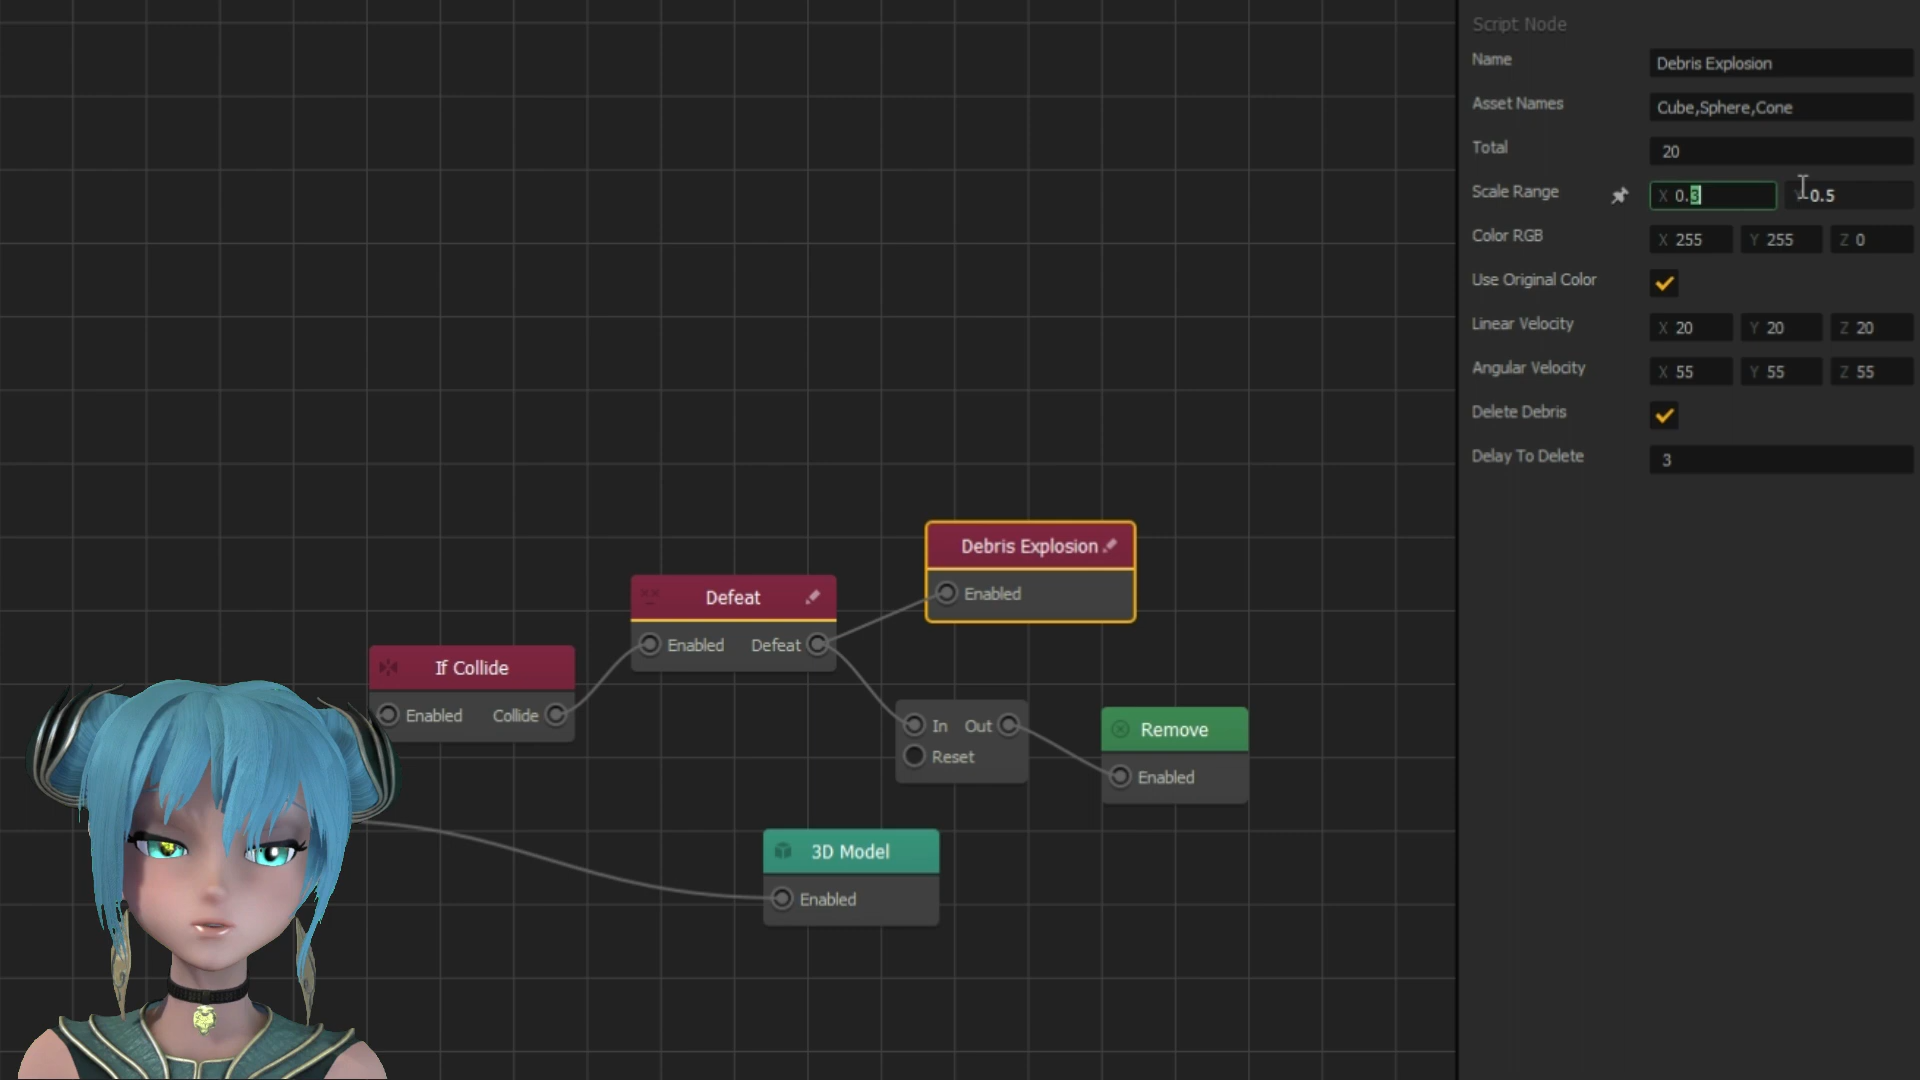 Script Node
Name Debris Explosion
Asset Names Cube,Sphere,Cone
Total 20
Scale Range X 0.3 Y 0.5
Color RGB X 255 Y 255 Z 0
Use Original Color
Linear Velocity X 20 Y 20 Z 20
Angular Velocity X 55 Y 55 Z 55
Delete Debris
Delay To Delete 3
Debris Explosion
Enabled
Defeat
Enabled Defeat
If Collide
Enabled Collide
In Out
Reset
Remove
Enabled
3D Model
Enabled